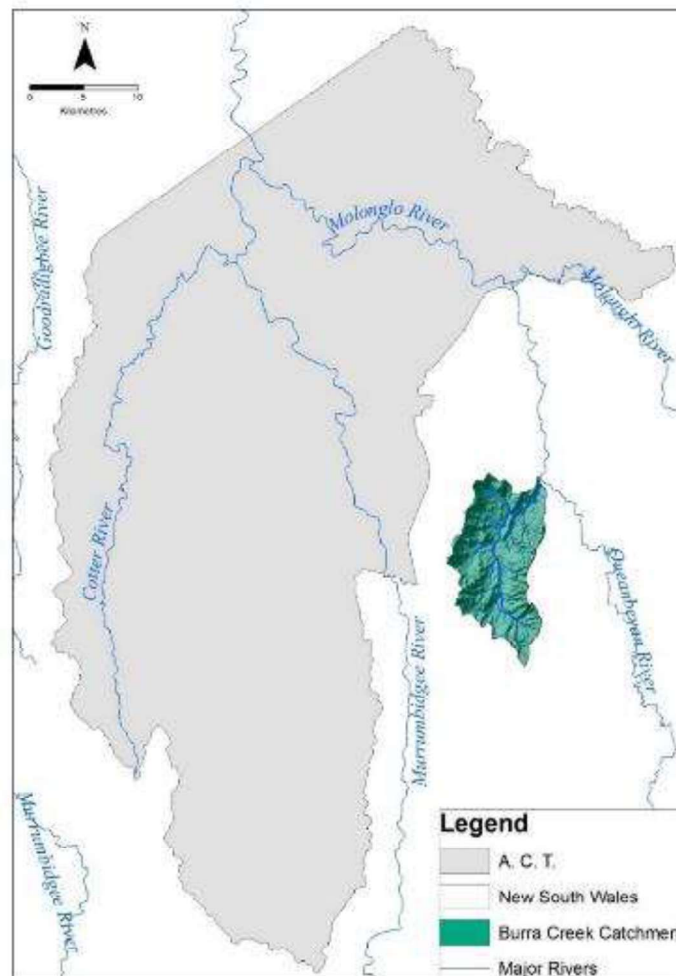 N
0 5 10
Kilometres
Goodradigbee River
Molonglo River
Molonglo River
Cotter River
Queanbeyan River
Murrumbidgee River
Murrumbidgee River
Legend
A. C. T.
New South Wales
Burra Creek Catchmen
Major Rivers